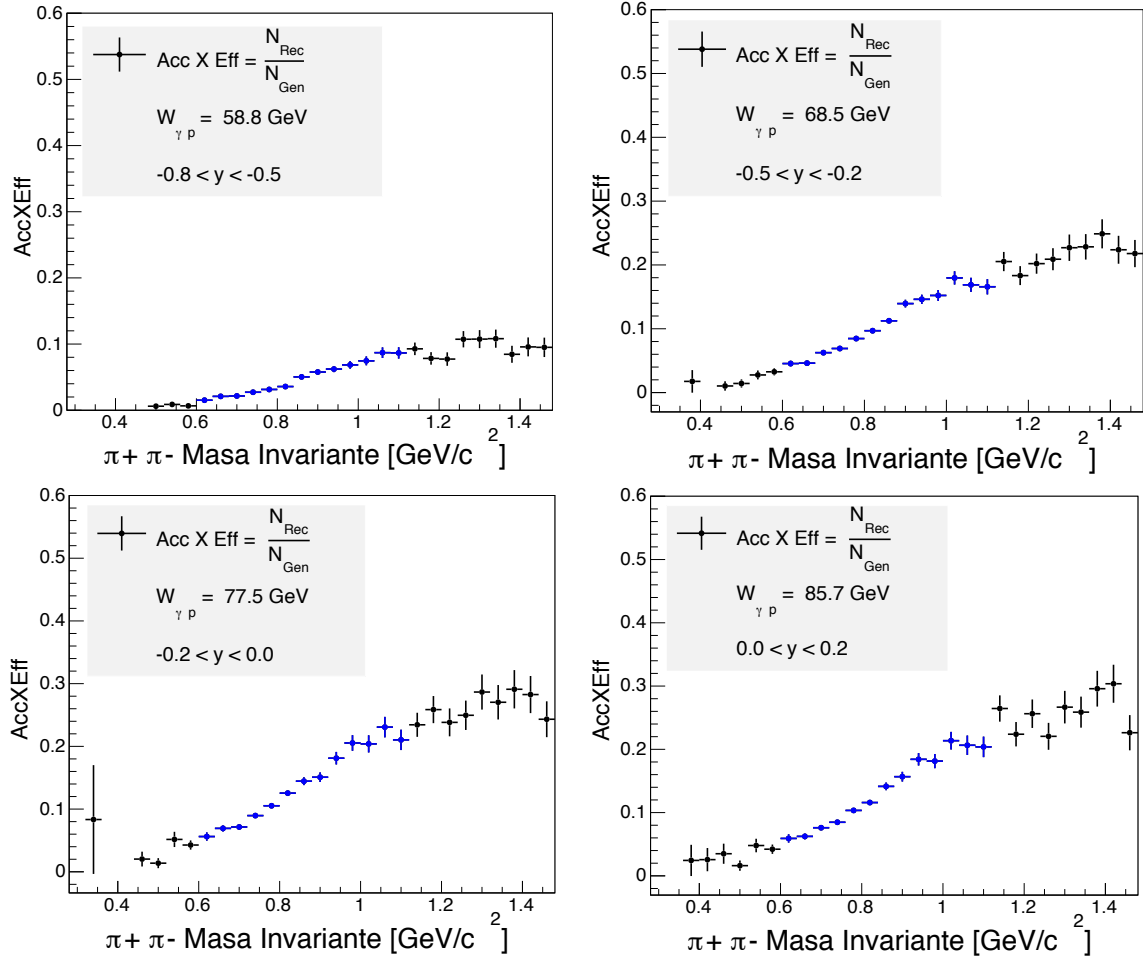 0.6
0.5
0.4
0.3
0.2
0.1
0
AccXEff
Acc X Eff = N_Rec / N_Gen
W_γ p = 58.8 GeV
-0.8 < y < -0.5
0.4 0.6 0.8 1 1.2 1.4
π+ π- Masa Invariante [GeV/c^2]
0.6
0.5
0.4
0.3
0.2
0.1
0
AccXEff
Acc X Eff = N_Rec / N_Gen
W_γ p = 68.5 GeV
-0.5 < y < -0.2
0.4 0.6 0.8 1 1.2 1.4
π+ π- Masa Invariante [GeV/c^2]
0.6
0.5
0.4
0.3
0.2
0.1
0
AccXEff
Acc X Eff = N_Rec / N_Gen
W_γ p = 77.5 GeV
-0.2 < y < 0.0
0.4 0.6 0.8 1 1.2 1.4
π+ π- Masa Invariante [GeV/c^2]
0.6
0.5
0.4
0.3
0.2
0.1
0
AccXEff
Acc X Eff = N_Rec / N_Gen
W_γ p = 85.7 GeV
0.0 < y < 0.2
0.4 0.6 0.8 1 1.2 1.4
π+ π- Masa Invariante [GeV/c^2]